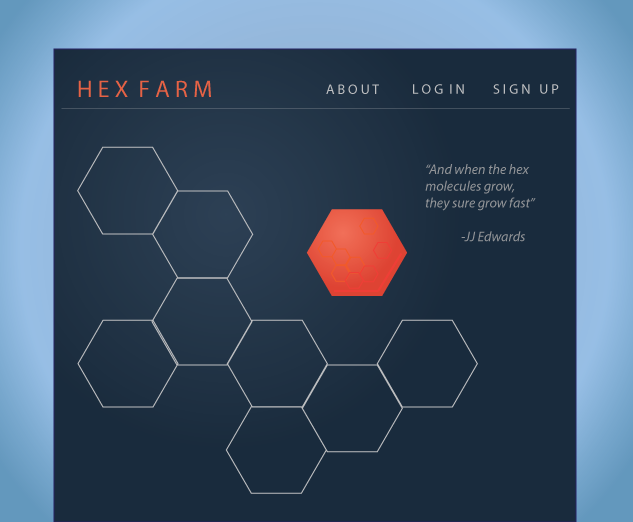 HEX FARM
ABOUT LOG IN SIGN UP
“And when the hex
molecules grow,
they sure grow fast”
-JJ Edwards